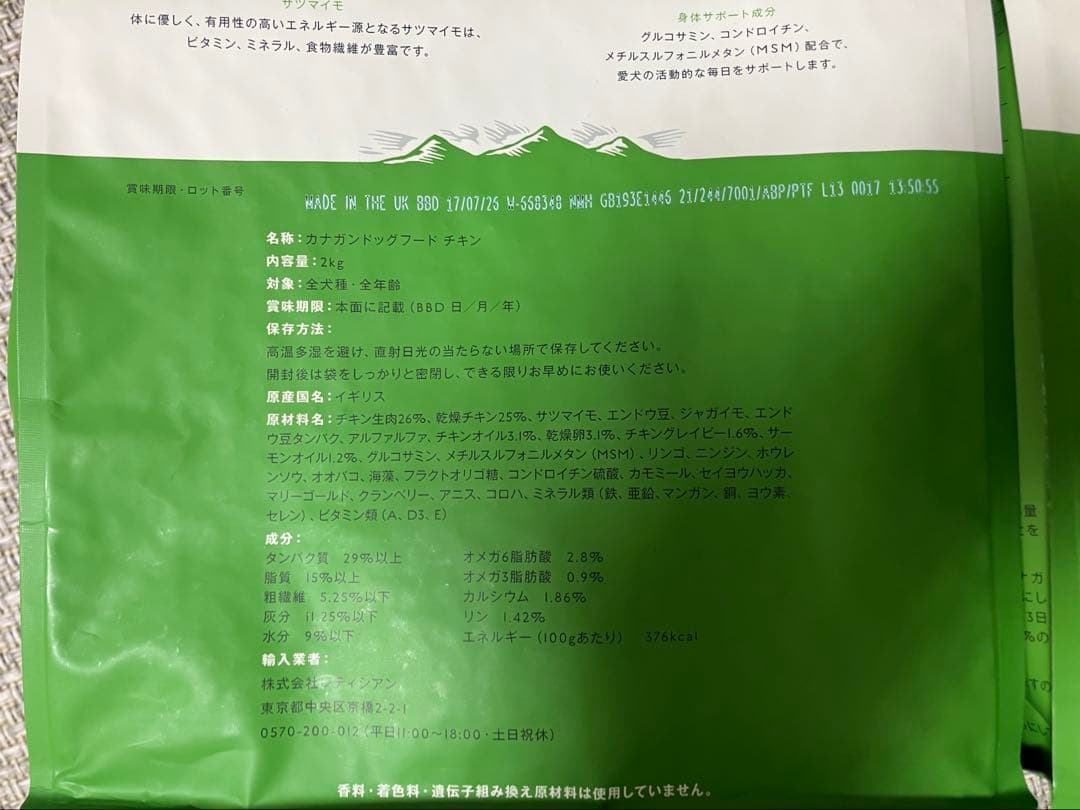 サツマイモ
体に優しく、有用性の高いエネルギー源となるサツマイモは、
ビタミン、ミネラル、食物繊維が豊富です。
身体サポート成分
グルコサミン、コンドロイチン、
メチルスルフォニルメタン（MSM）配合で、
愛犬の活動的な毎日をサポートします。
賞味期限・ロット番号
MADE IN THE UK BBD 17/07/25 NMH GB193E1445 21/244/7001/ABP/PTF L13 0017 13:50:55
名称：カナガンドッグフード チキン
内容量：2kg
対象：全犬種・全年齢
賞味期限：本面に記載（BBD 日／月／年）
保存方法：
高温多湿を避け、直射日光の当たらない場所で保存してください。
開封後は袋をしっかりと密閉し、できる限りお早めにお使いください。
原産国名：イギリス
原材料名：チキン生肉26%、乾燥チキン25%、サツマイモ、エンドウ豆、ジャガイモ、エンド
ウ豆タンパク、アルファルファ、チキンオイル3.1%、乾燥卵3.1%、チキングレイビー1.6%、サー
モンオイル1.2%、グルコサミン、メチルスルフォニルメタン（MSM）、リンゴ、ニンジン、ホウレ
ンソウ、オオバコ、海藻、フラクトオリゴ糖、コンドロイチン硫酸、カモミール、セイヨウハッカ、
マリーゴールド、クランベリー、アニス、コロハ、ミネラル類（鉄、亜鉛、マンガン、銅、ヨウ素、
セレン）、ビタミン類（A、D3、E）
成分：
タンパク質 29%以上 オメガ6脂肪酸 2.8%
脂質 15%以上 オメガ3脂肪酸 0.9%
粗繊維 5.25%以下 カルシウム 1.86%
灰分 11.25%以下 リン 1.42%
水分 9%以下 エネルギー（100gあたり） 376kcal
輸入業者：
株式会社レティシアン
東京都中央区京橋2-2-1
0570-200-012（平日11:00～18:00・土日祝休）
香料・着色料・遺伝子組み換え原材料は使用していません。